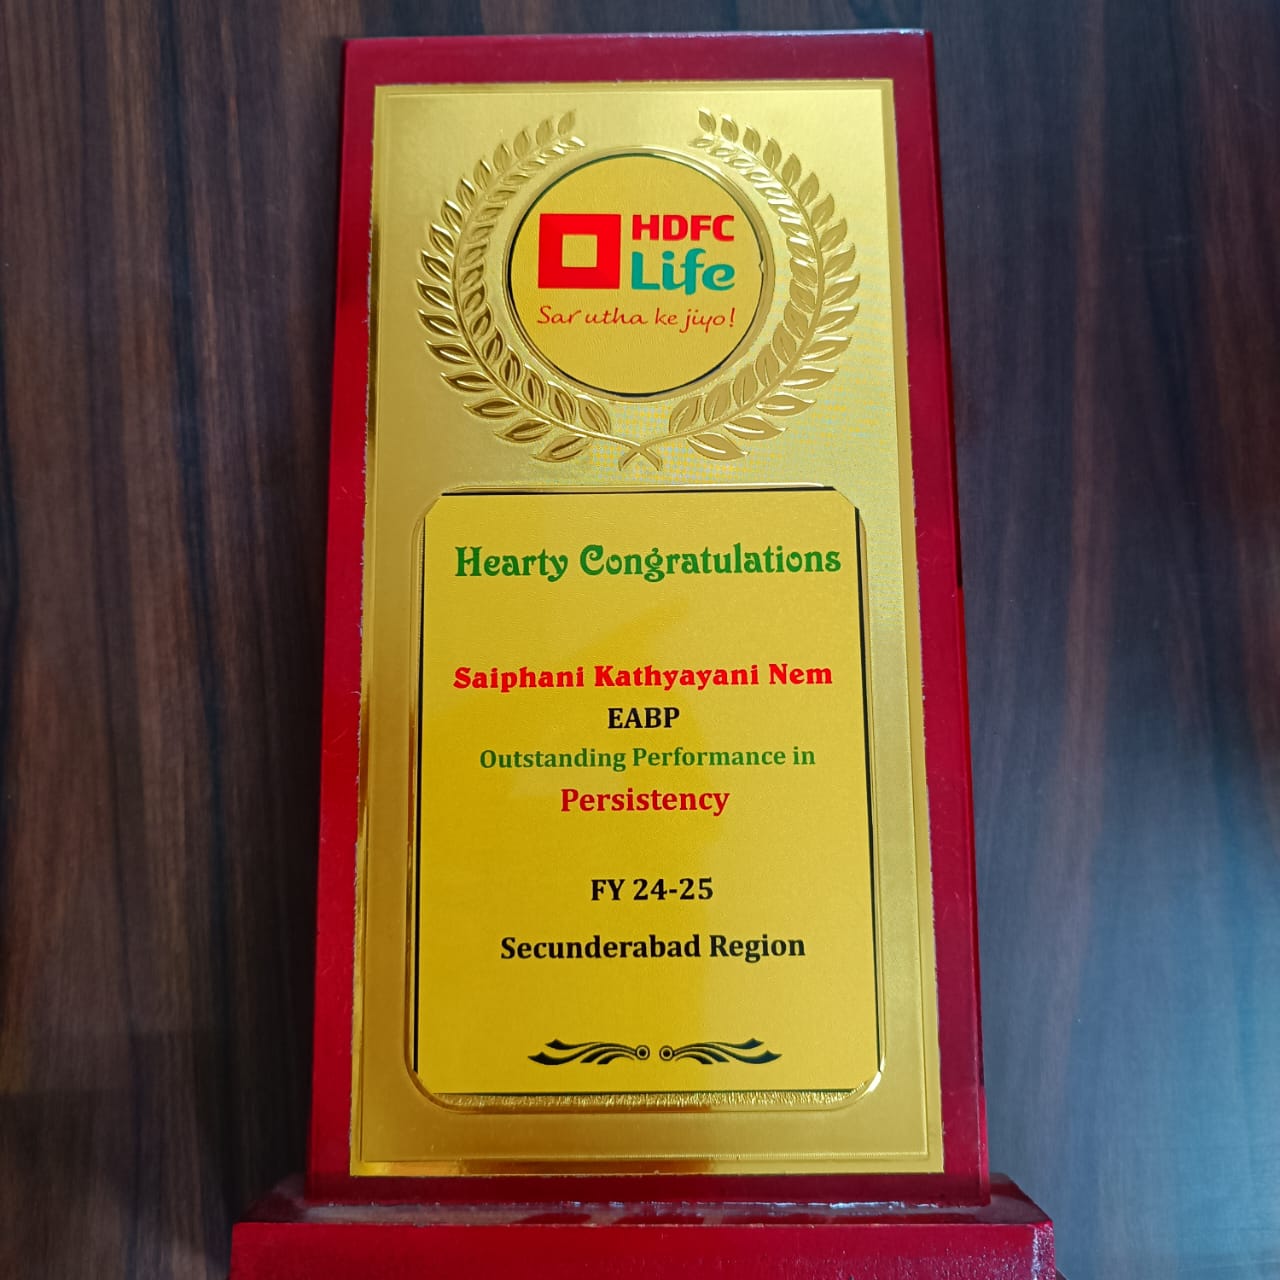 HDFC
Life
Sar utha ke jiyo!
Hearty Congratulations
Saiphani Kathyayani Nem
EABP
Outstanding Performance in
Persistency
FY 24-25
Secunderabad Region